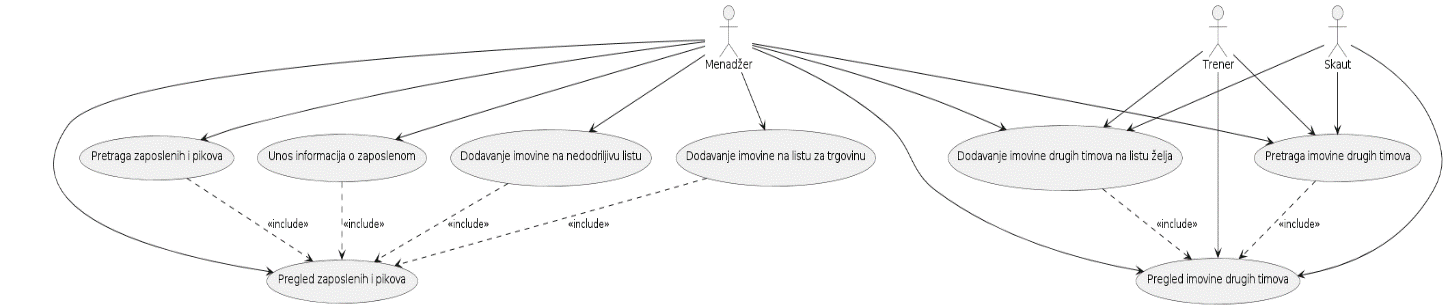 Menadžer
Trener
Skaut
Pretraga zaposlenih i pikova
Unos informacija o zaposlenom
Dodavanje imovine na nedodriljivu listu
Dodavanje imovine na listu za trgovinu
Dodavanje imovine drugih timova na listu želja
Pretraga imovine drugih timova
«include»
«include»
«include»
«include»
«include»
«include»
Pregled zaposlenih i pikova
Pregled imovine drugih timova